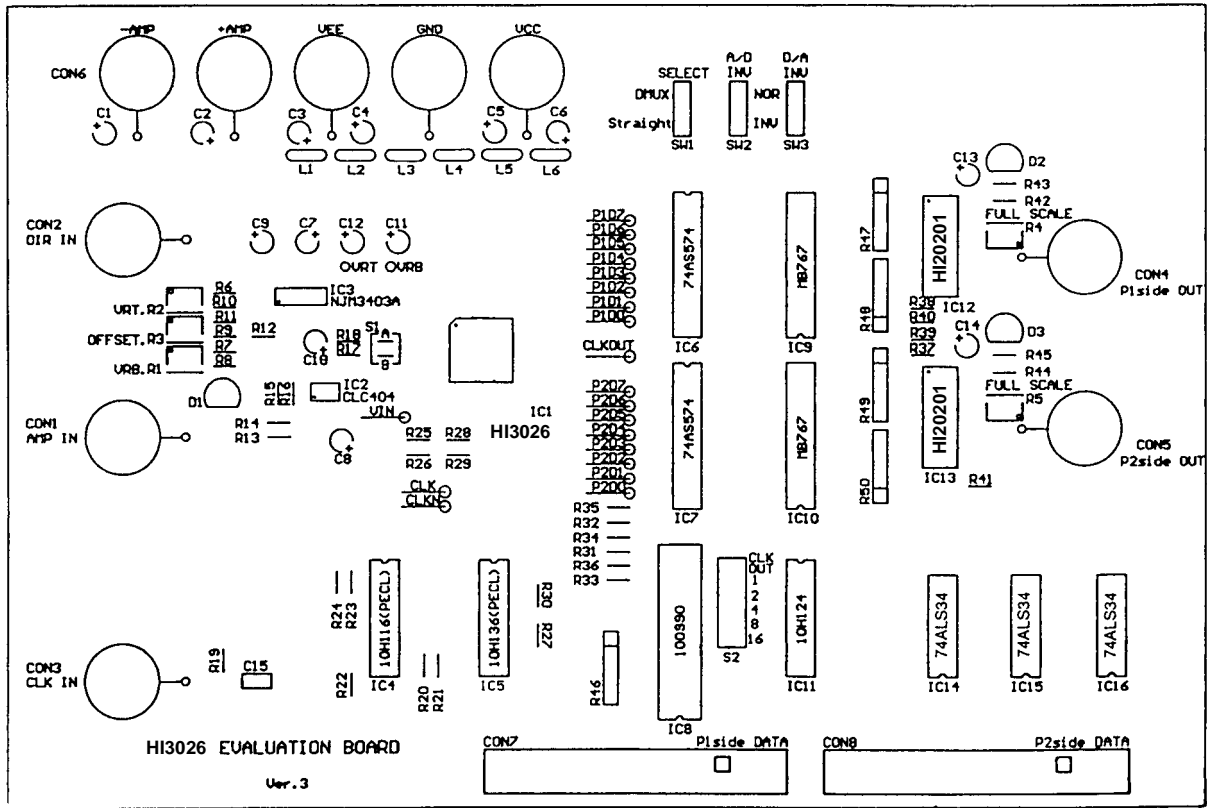 -AMP +AMP VEE GND VCC
CON6
C1 C2 C3 C4 C5 C6
L1 L2 L3 L4 L5 L6
SELECT
A/D INV
D/A INV
DMUX
Straight
NOR
INV
SW1 SW2 SW3
CON2
DIR IN
C9 C7 C12 C11
OVRT OVRB
IC3
NJM3403A
VRT.R2
OFFSET.R3
VRB.R1
R6
R10
R11
R9
R7
R8
R12
C10
R18
R17
S1
A
B
D1
R15
R16
IC2
CLC404
VIN
CON1
AMP IN
R14
R13
C8
R25 R28
R26 R29
CLK
CLKN
IC1
HI3026
P107
P106
P105
P104
P103
P102
P101
P100
CLKOUT
P207
P206
P205
P204
P203
P202
P201
P200
R35
R32
R34
R31
R36
R33
74AS574
IC6
MB767
IC9
74AS574
IC7
MB767
IC10
R47
R48
R49
R50
C13
D2
R43
R42
FULL SCALE
R4
HI20201
IC12
R38
R40
R39
R37
CON4
P1side OUT
C14
D3
R45
R44
FULL SCALE
R5
HI20201
IC13
R41
CON5
P2side OUT
CON3
CLK IN
R19
C15
R24
R23
R22
10H116(PECL)
IC4
R20
R21
10H136(PECL)
IC5
R30
R27
R46
100390
IC8
CLK
OUT
1
2
4
8
16
S2
10H124
IC11
74ALS34
IC14
74ALS34
IC15
74ALS34
IC16
HI3026 EVALUATION BOARD
Ver.3
CON7 P1side DATA
CON8 P2side DATA